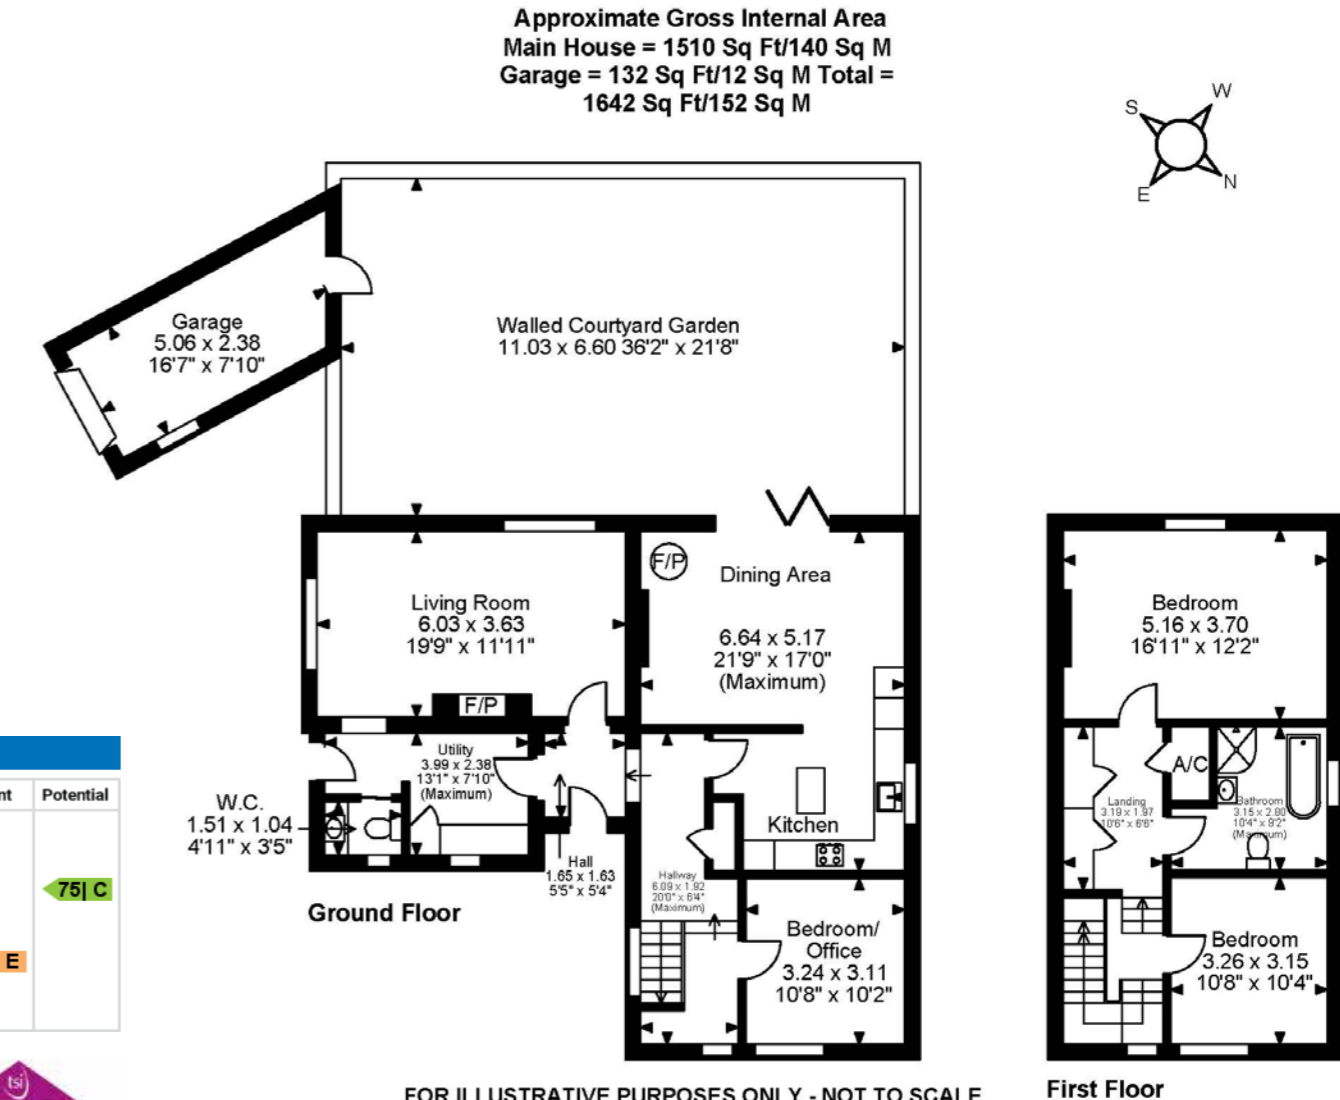 Approximate Gross Internal Area
Main House = 1510 Sq Ft/140 Sq M
Garage = 132 Sq Ft/12 Sq M Total =
1642 Sq Ft/152 Sq M
S
W
E
N
Garage
5.06 x 2.38
16'7" x 7'10"
Walled Courtyard Garden
11.03 x 6.60 36'2" x 21'8"
Living Room
6.03 x 3.63
19'9" x 11'11"
F/P
F/P
Dining Area
6.64 x 5.17
21'9" x 17'0"
(Maximum)
Utility
3.99 x 2.38
13'1" x 7'10"
(Maximum)
W.C.
1.51 x 1.04
4'11" x 3'5"
Hall
1.65 x 1.63
5'5" x 5'4"
Kitchen
Hallway
6.09 x 1.92
20'0" x 6'4"
(Maximum)
Bedroom/
Office
3.24 x 3.11
10'8" x 10'2"
Ground Floor
Bedroom
5.16 x 3.70
16'11" x 12'2"
A/C
Landing
3.19 x 1.97
10'6" x 6'6"
Bathroom
3.15 x 2.80
10'4" x 9'2"
(Maximum)
Bedroom
3.26 x 3.15
10'8" x 10'4"
First Floor
nt
Potential
75| C
E
tsi
FOR ILLUSTRATIVE PURPOSES ONLY - NOT TO SCALE